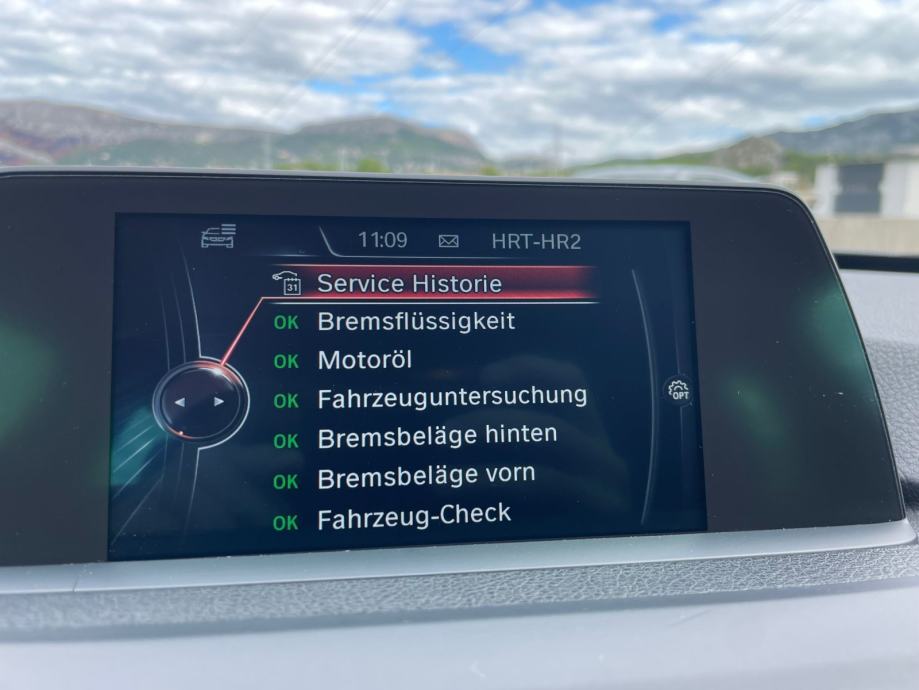 11:09 HRT-HR2
31 Service Historie
OK Bremsflüssigkeit
OK Motoröl
OK Fahrzeuguntersuchung
OK Bremsbeläge hinten
OK Bremsbeläge vorn
OK Fahrzeug-Check
OPT